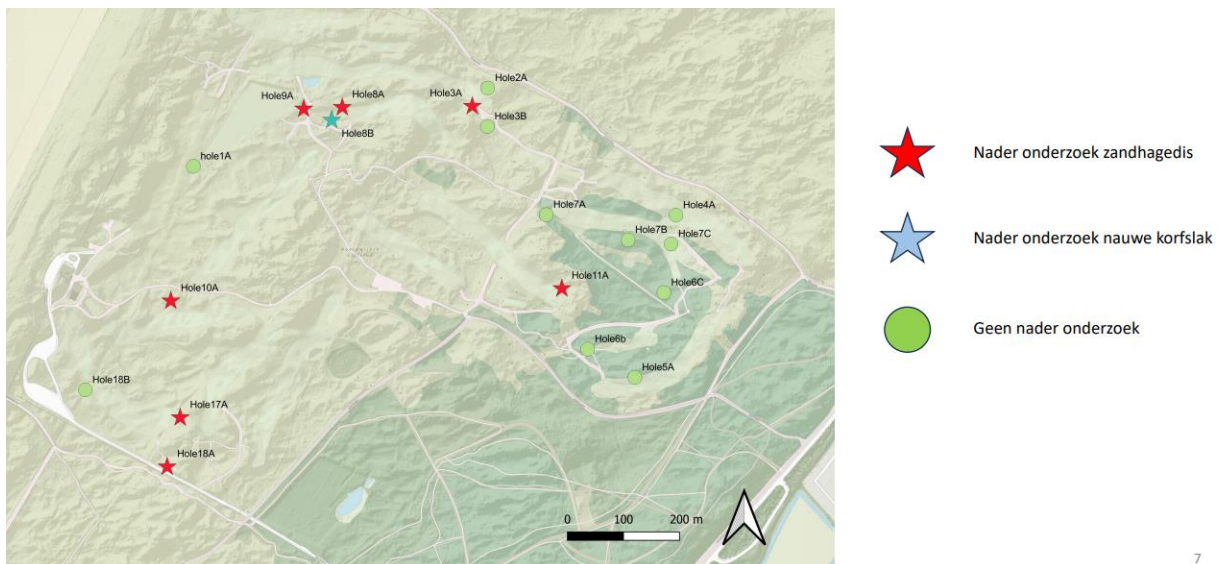 Hole2A
Hole9A
Hole8A
Hole3A
Hole8B
Hole3B
hole1A
Hole7A
Hole4A
Hole7B
Hole7C
Hole11A
Hole6C
Hole10A
Hole6b
Hole5A
Hole18B
Hole17A
Hole18A
0 100 200 m
Nader onderzoek zandhagedis
Nader onderzoek nauwe korfslak
Geen nader onderzoek
7